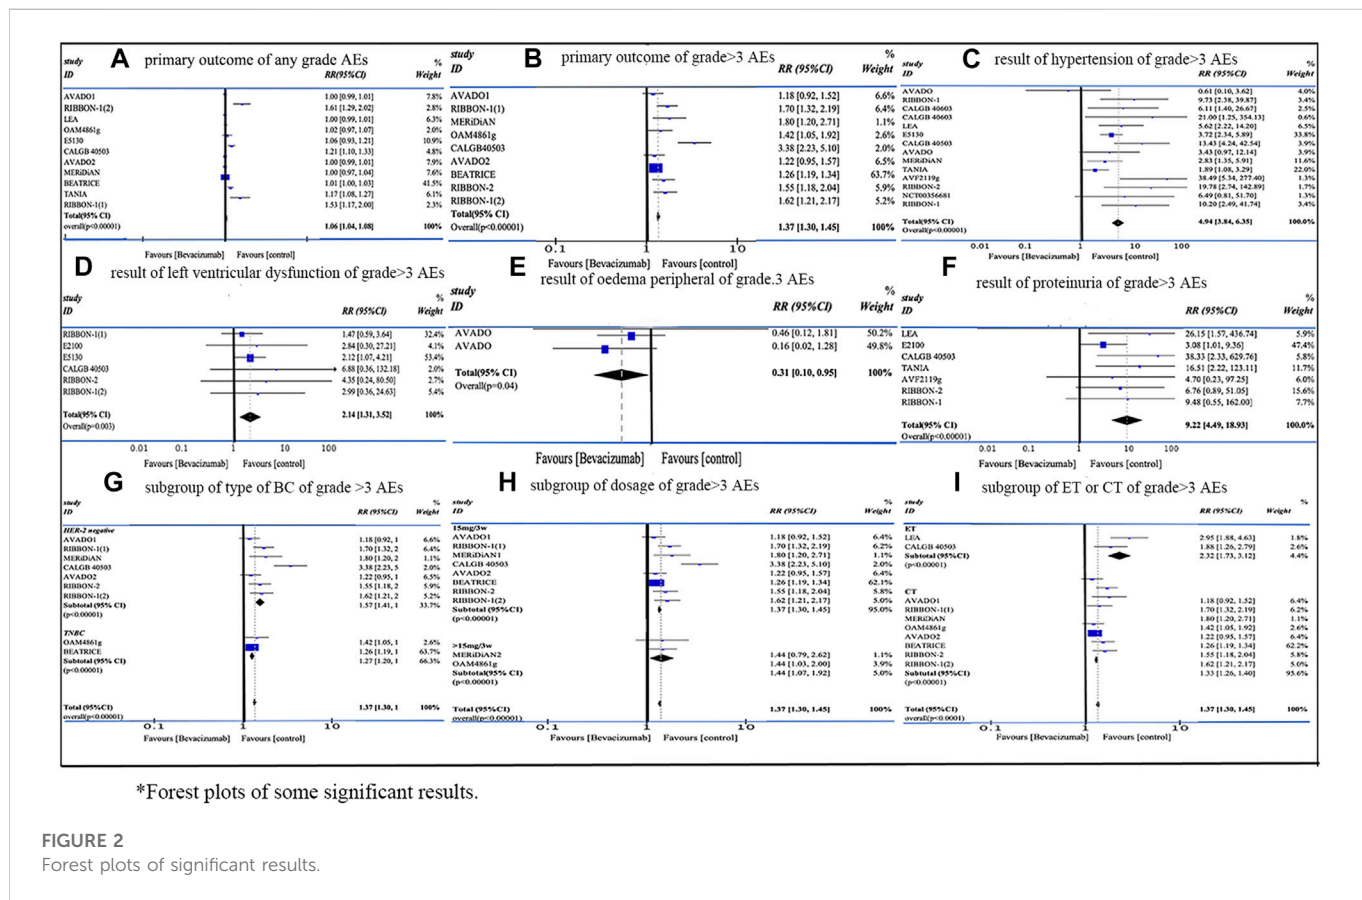 A primary outcome of any grade AEs
study %
ID RR(95%CI) Weight
AVADO1 1.00 [0.99, 1.01) 7.8%
RIBBON-1(2) 1.61 [1.29, 2.02) 2.8%
LEA 1.00 [0.99, 1.01) 6.3%
OAM4861g 1.02 [0.97, 1.07) 2.0%
E5130 1.06 [0.93, 1.21] 10.9%
CALGB 40503 1.21 [1.10, 1.33] 4.8%
AVADO2 1.00 [0.99, 1.01) 7.9%
MERiDiAN 1.00 [0.97, 1.04] 7.6%
BEATRICE 1.01 [1.00, 1.03] 41.5%
TANIA 1.17 [1.08, 1.27] 6.1%
RIBBON-1(1) 1.53 [1.17, 2.00] 2.3%
Total(95% CI)
overall(p<0.00001) 1.06 [1.04, 1.08] 100%
Favours [Bevacizumab] Favours [control]
B primary outcome of grade>3 AEs
study %
ID RR (95%CI) Weight
AVADO1 1.18 [0.92, 1.52] 6.6%
RIBBON-1(1) 1.70 [1.32, 2.19] 6.4%
MERiDiAN 1.80 [1.20, 2.71] 1.1%
OAM4861g 1.42 [1.05, 1.92] 2.6%
CALGB40503 3.38 [2.23, 5.10] 2.0%
AVADO2 1.22 [0.95, 1.57] 6.5%
BEATRICE 1.26 [1.19, 1.34] 63.7%
RIBBON-2 1.55 [1.18, 2.04] 5.9%
RIBBON-1(2) 1.62 [1.21, 2.17] 5.2%
Total(95% CI)
Overall(p<0.00001) 1.37 [1.30, 1.45] 100%
0.1 1 10
Favours [Bevacizumab] Favours [control]
C result of hypertension of grade>3 AEs
study %
ID RR (95%CI) Weight
AVADO 0.61 [0.10, 3.62] 4.0%
RIBBON-1 9.73 [2.38, 39.87] 3.4%
CALGB 40603 6.11 [1.40, 26.67] 2.5%
CALGB 40603 21.00 [1.25, 354.13] 0.6%
LEA 5.62 [2.22, 14.20] 6.5%
E5130 3.72 [2.34, 5.89] 33.8%
CALGB 40503 13.43 [4.24, 42.54] 3.9%
AVADO 3.43 [0.97, 12.14] 3.9%
MERiDIAN 2.83 [1.35, 5.91] 11.6%
TANIA 1.89 [1.08, 3.29] 22.0%
AVF2119g 38.49 [5.34, 277.40] 1.3%
RIBBON-2 19.78 [2.74, 142.89] 1.7%
NCT00356681 6.49 [0.81, 51.70] 1.3%
RIBBON-1 10.20 [2.49, 41.74] 3.4%
Total(95% CI) 4.94 [3.84, 6.35] 100.0%
Overall(p<0.00001)
0.01 0.10 1 10 100
Favours [Bevacizumab] Favours [control]
D result of left ventricular dysfunction of grade>3 AEs
study %
ID RR (95%CI) Weight
RIBBON-1(1) 1.47 [0.59, 3.64] 32.4%
E2100 2.84 [0.30, 27.21] 4.1%
E5130 2.12 [1.07, 4.21] 53.4%
CALGB 40503 6.88 [0.36, 132.18] 2.0%
RIBBON-2 4.35 [0.24, 80.50] 2.7%
RIBBON-1(2) 2.99 [0.36, 24.63] 5.4%
Total(95% CI) 2.14 [1.31, 3.52] 100%
Overall(p=0.003)
0.01 0.1 1 10 100
Favours [Bevacizumab] Favours [control]
E result of oedema peripheral of grade.3 AEs
study %
ID RR (95%CI) Weight
AVADO 0.46 [0.12, 1.81] 50.2%
AVADO 0.16 [0.02, 1.28] 49.8%
Total(95% CI) 0.31 [0.10, 0.95] 100%
Overall(p=0.04)
Favours [Bevacizumab] Favours [control]
F result of proteinuria of grade>3 AEs
study %
ID RR (95%CI) Weight
LEA 26.15 [1.57, 436.74] 5.9%
E2100 3.08 [1.01, 9.36] 47.4%
CALGB 40503 38.33 [2.33, 629.76] 5.8%
TANIA 16.51 [2.22, 123.11] 11.7%
AVF2119g 4.70 [0.23, 97.25] 6.0%
RIBBON-2 6.76 [0.89, 51.05] 15.6%
RIBBON-1 9.48 [0.55, 162.00] 7.7%
Total(95% CI) 9.22 [4.49, 18.93] 100.0%
Overall(p<0.00001)
0.01 0.10 1 10 100
Favours [Bevacizumab] Favours [control]
G subgroup of type of BC of grade >3 AEs
study %
ID RR (95%CI) Weight
HER-2 negative
AVADO1 1.18 [0.92, 1 6.6%
RIBBON-1(1) 1.70 [1.32, 2 6.4%
MERiDiAN 1.80 [1.20, 2 1.1%
CALGB 40503 3.38 [2.23, 5 2.0%
AVADO2 1.22 [0.95, 1 6.5%
RIBBON-2 1.55 [1.18, 2 5.9%
RIBBON-1(2) 1.62 [1.21, 2 5.2%
Subtotal (95% CI) 1.57 [1.41, 1 33.7%
(p<0.00001)
TNBC
OAM4861g 1.42 [1.05, 1 2.6%
BEATRICE 1.26 [1.19, 1 63.7%
Subtotal (95% CI) 1.27 [1.20, 1 66.3%
(p<0.00001)
Total (95%CI) 1.37 [1.30, 1 100%
overall(p<0.00001)
0.1 1 10
Favours [Bevacizumab] Favours [control]
H subgroup of dosage of grade>3 AEs
study %
ID RR (95%CI) Weight
15mg/3w
AVADO1 1.18 [0.92, 1.52] 6.4%
RIBBON-1(1) 1.70 [1.32, 2.19] 6.2%
MERiDiAN1 1.80 [1.20, 2.71] 1.1%
CALGB 40503 3.38 [2.23, 5.10] 2.0%
AVADO2 1.22 [0.95, 1.57] 6.4%
BEATRICE 1.26 [1.19, 1.34] 62.1%
RIBBON-2 1.55 [1.18, 2.04] 5.8%
RIBBON-1(2) 1.62 [1.21, 2.17] 5.0%
Subtotal (95%CI) 1.37 [1.30, 1.45] 95.0%
(p<0.00001)
>15mg/3w
MERiDiAN2 1.44 [0.79, 2.62] 1.1%
OAM4861g 1.44 [1.03, 2.00] 3.9%
Subtotal(95% CI) 1.44 [1.07, 1.92] 5.0%
(p<0.00001)
Total (95%CI) 1.37 [1.30, 1.45] 100%
overall(p<0.00001)
0.1 1 10
Favours [Bevacizumab] Favours [control]
I subgroup of ET or CT of grade>3 AEs
study %
ID RR (95%CI) Weight
ET
LEA 2.95 [1.88, 4.63] 1.8%
CALGB 40503 1.88 [1.26, 2.79] 2.6%
Subtotal (95%CI) 2.32 [1.73, 3.12] 4.4%
(p<0.00001)
CT
AVADO1 1.18 [0.92, 1.52] 6.4%
RIBBON-1(1) 1.70 [1.32, 2.19] 6.2%
MERiDiAN 1.80 [1.20, 2.71] 1.1%
OAM4861g 1.42 [1.05, 1.92] 2.6%
AVADO2 1.22 [0.95, 1.57] 6.4%
BEATRICE 1.26 [1.19, 1.34] 62.2%
RIBBON-2 1.55 [1.18, 2.04] 5.8%
RIBBON-1(2) 1.62 [1.21, 2.17] 5.0%
Subtutal (95%CI) 1.33 [1.26, 1.40] 95.6%
(p<0.00001)
Total (95%CI) 1.37 [1.30, 1.45] 100%
overall(p<0.00001)
0.1 1 10
Favours [Bevacizumab] Favours [control]
*Forest plots of some significant results.
FIGURE 2
Forest plots of significant results.